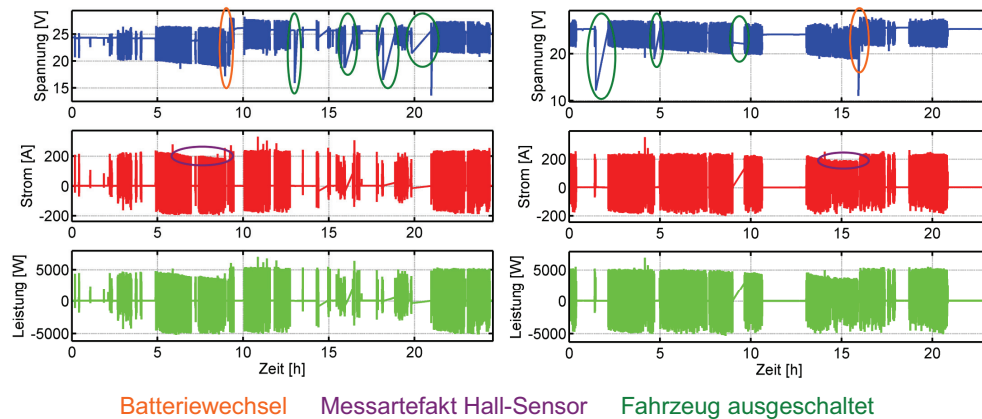 Spannung [V]
25
20
15
0 5 10 15 20
Strom [A]
200
0
-200
0 5 10 15 20
Leistung [W]
5000
0
-5000
0 5 10 15 20
Zeit [h]
Spannung [V]
20
10
0 5 10 15 20
Strom [A]
200
0
-200
0 5 10 15 20
Leistung [W]
5000
0
-5000
0 5 10 15 20
Zeit [h]
Batteriewechsel Messartefakt Hall-Sensor Fahrzeug ausgeschaltet